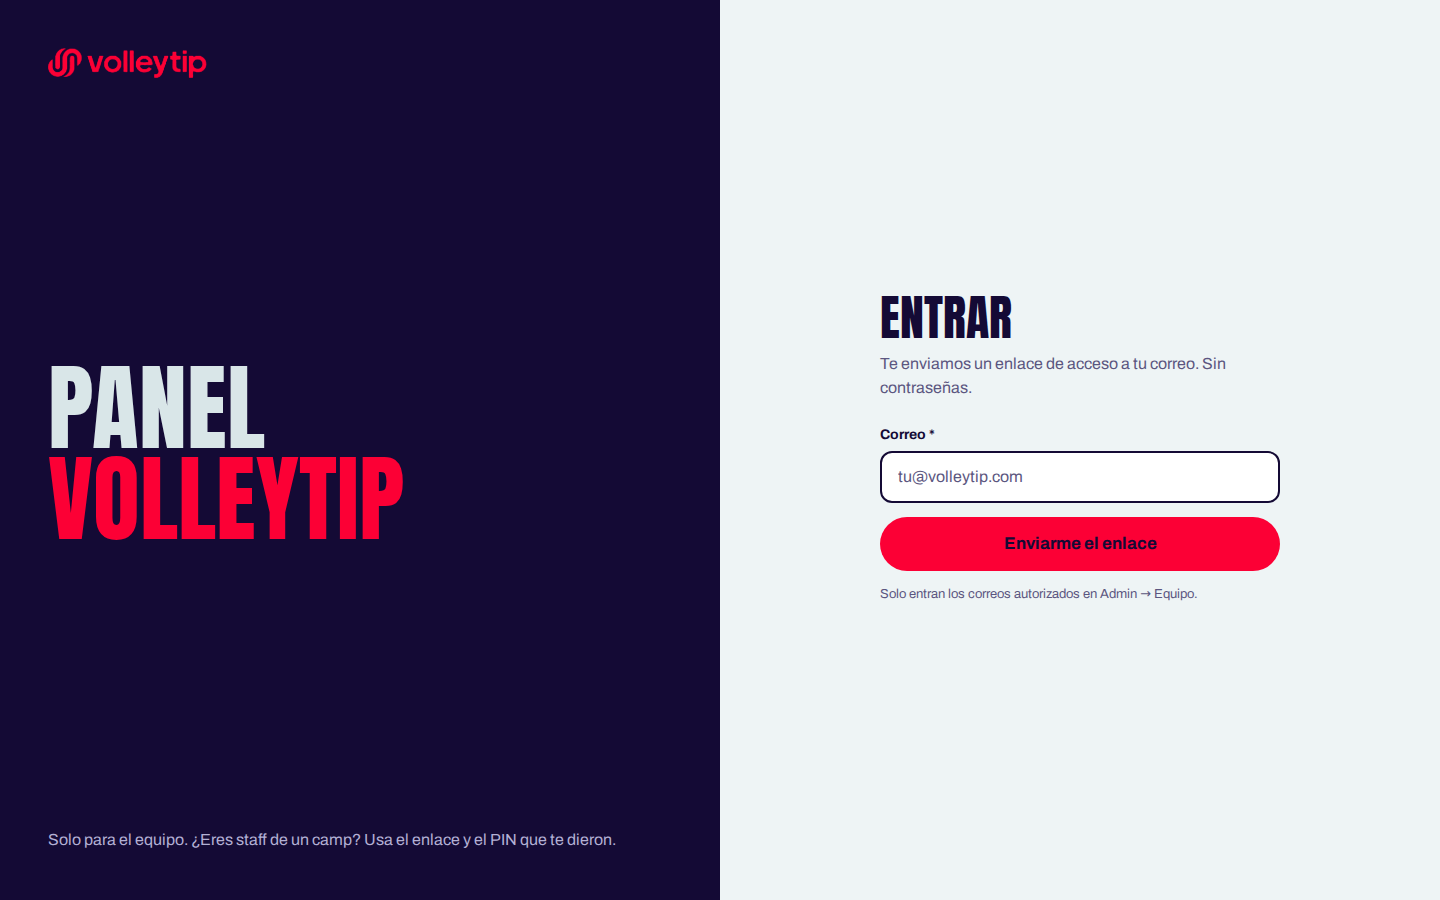 volleytip
PANEL
VOLLEYTIP
Solo para el equipo. ¿Eres staff de un camp? Usa el enlace y el PIN que te dieron.
ENTRAR
Te enviamos un enlace de acceso a tu correo. Sin
contraseñas.
Correo *
tu@volleytip.com
Enviarme el enlace
Solo entran los correos autorizados en Admin → Equipo.